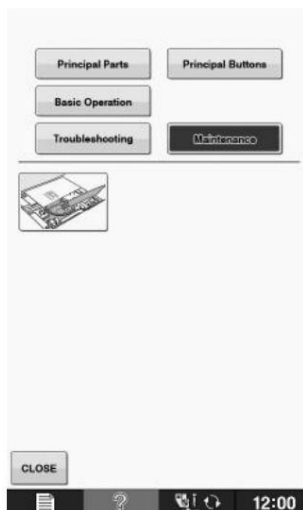 Principal Parts
Principal Buttons
Basic Operation
Troubleshooting
Maintenance
CLOSE
12:00